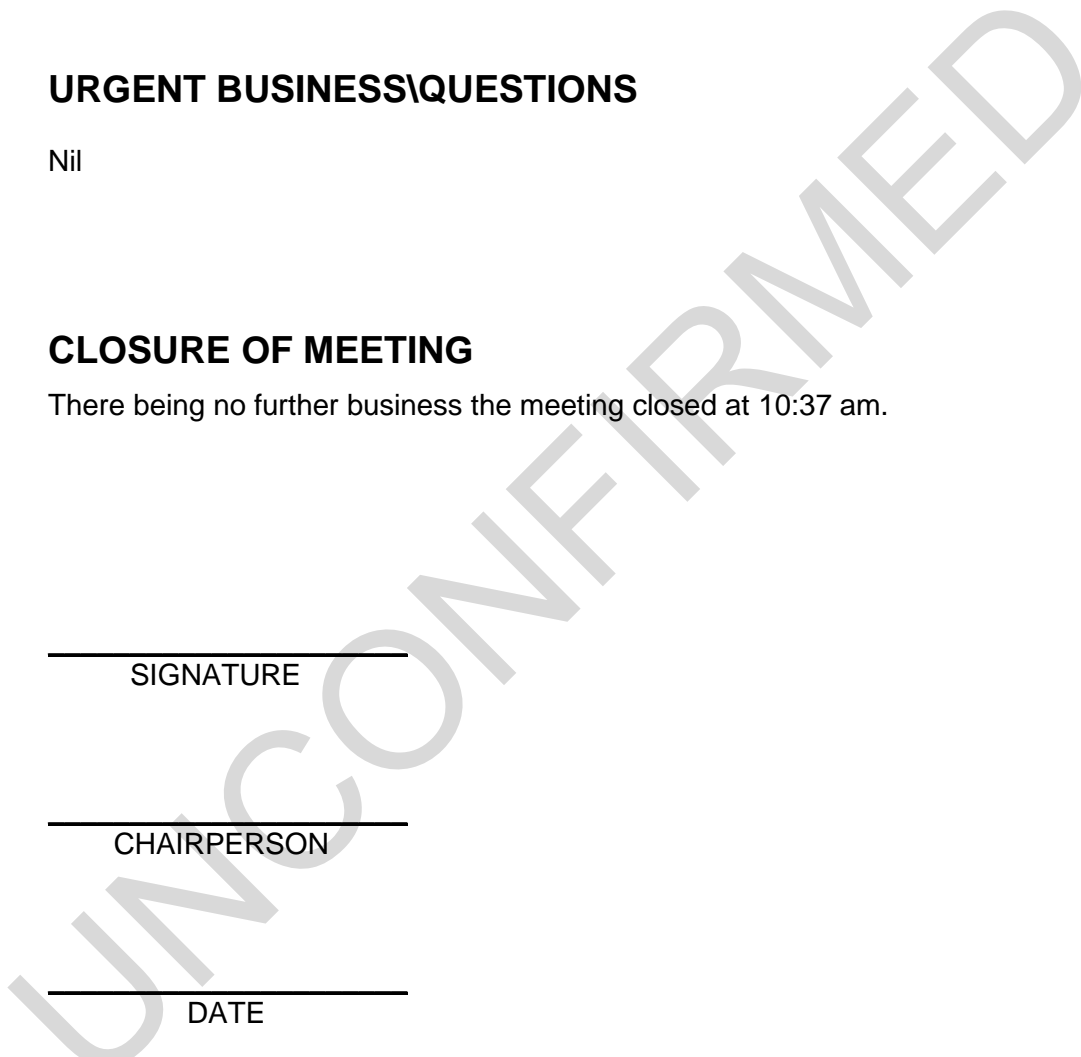 URGENT BUSINESS\QUESTIONS
Nil
CLOSURE OF MEETING
There being no further business the meeting closed at 10:37 am.
SIGNATURE
CHAIRPERSON
DATE
UNCONFIRMED